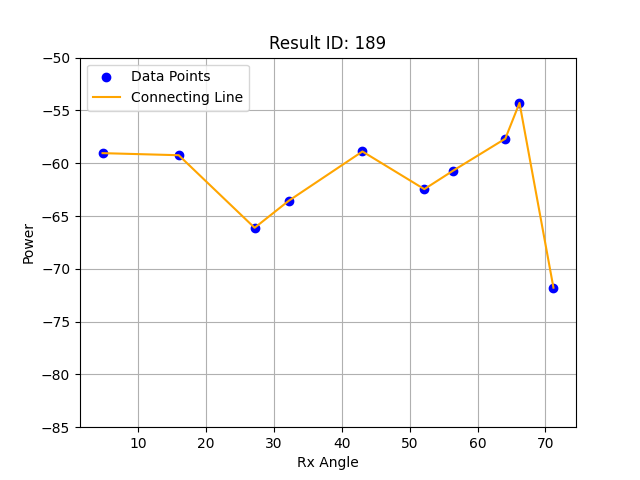 Result ID: 189
Data Points
Connecting Line
Power
−50
−55
−60
−65
−70
−75
−80
−85
10 20 30 40 50 60 70
Rx Angle